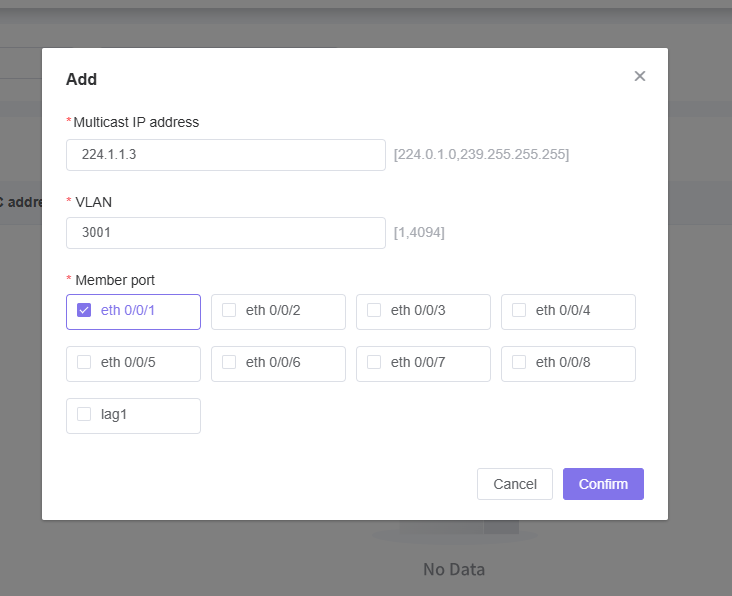 Add
* Multicast IP address
224.1.1.3 [224.0.1.0,239.255.255.255]
C addre
* VLAN
3001 [1,4094]
* Member port
eth 0/0/1 eth 0/0/2 eth 0/0/3 eth 0/0/4
eth 0/0/5 eth 0/0/6 eth 0/0/7 eth 0/0/8
lag1
Cancel Confirm
No Data